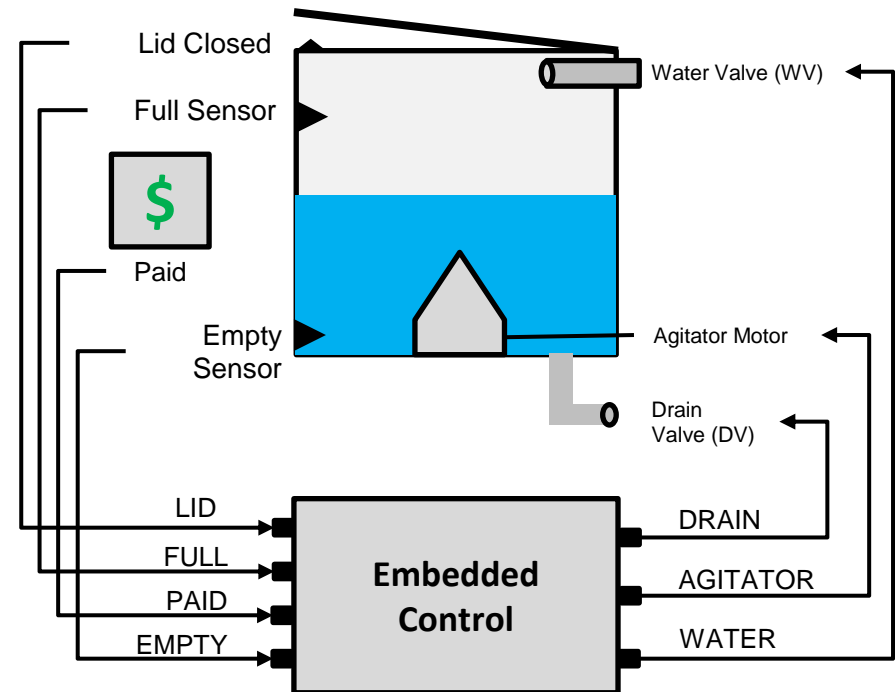 Lid Closed
Full Sensor
$
Paid
Empty
Sensor
Water Valve (WV)
Agitator Motor
Drain
Valve (DV)
LID
FULL
PAID
EMPTY
Embedded
Control
DRAIN
AGITATOR
WATER